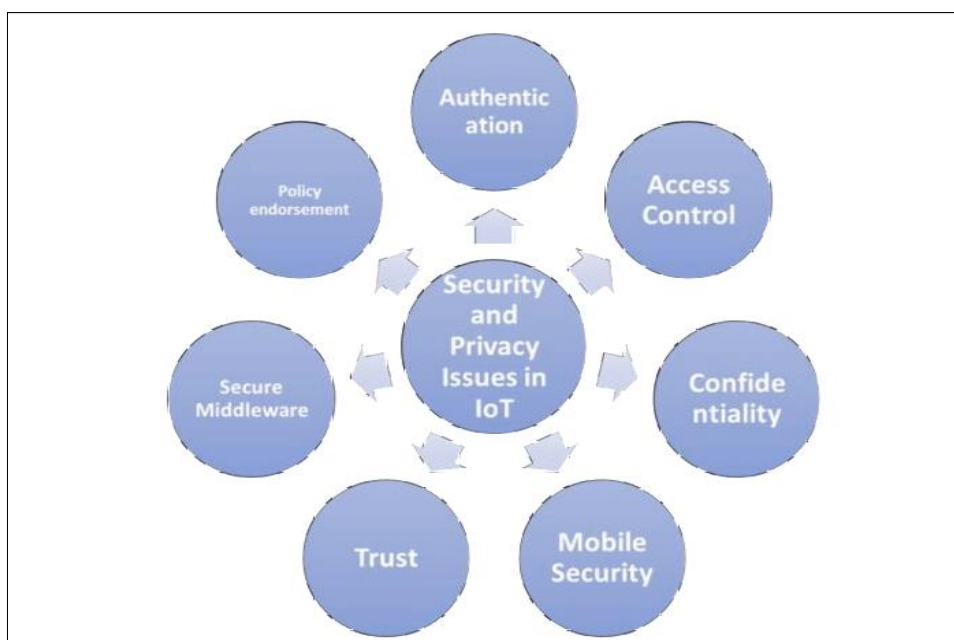 Authentic
ation
Access
Control
Confide
ntiality
Mobile
Security
Trust
Secure
Middleware
Policy
endorsement
Security
and
Privacy
Issues in
IoT